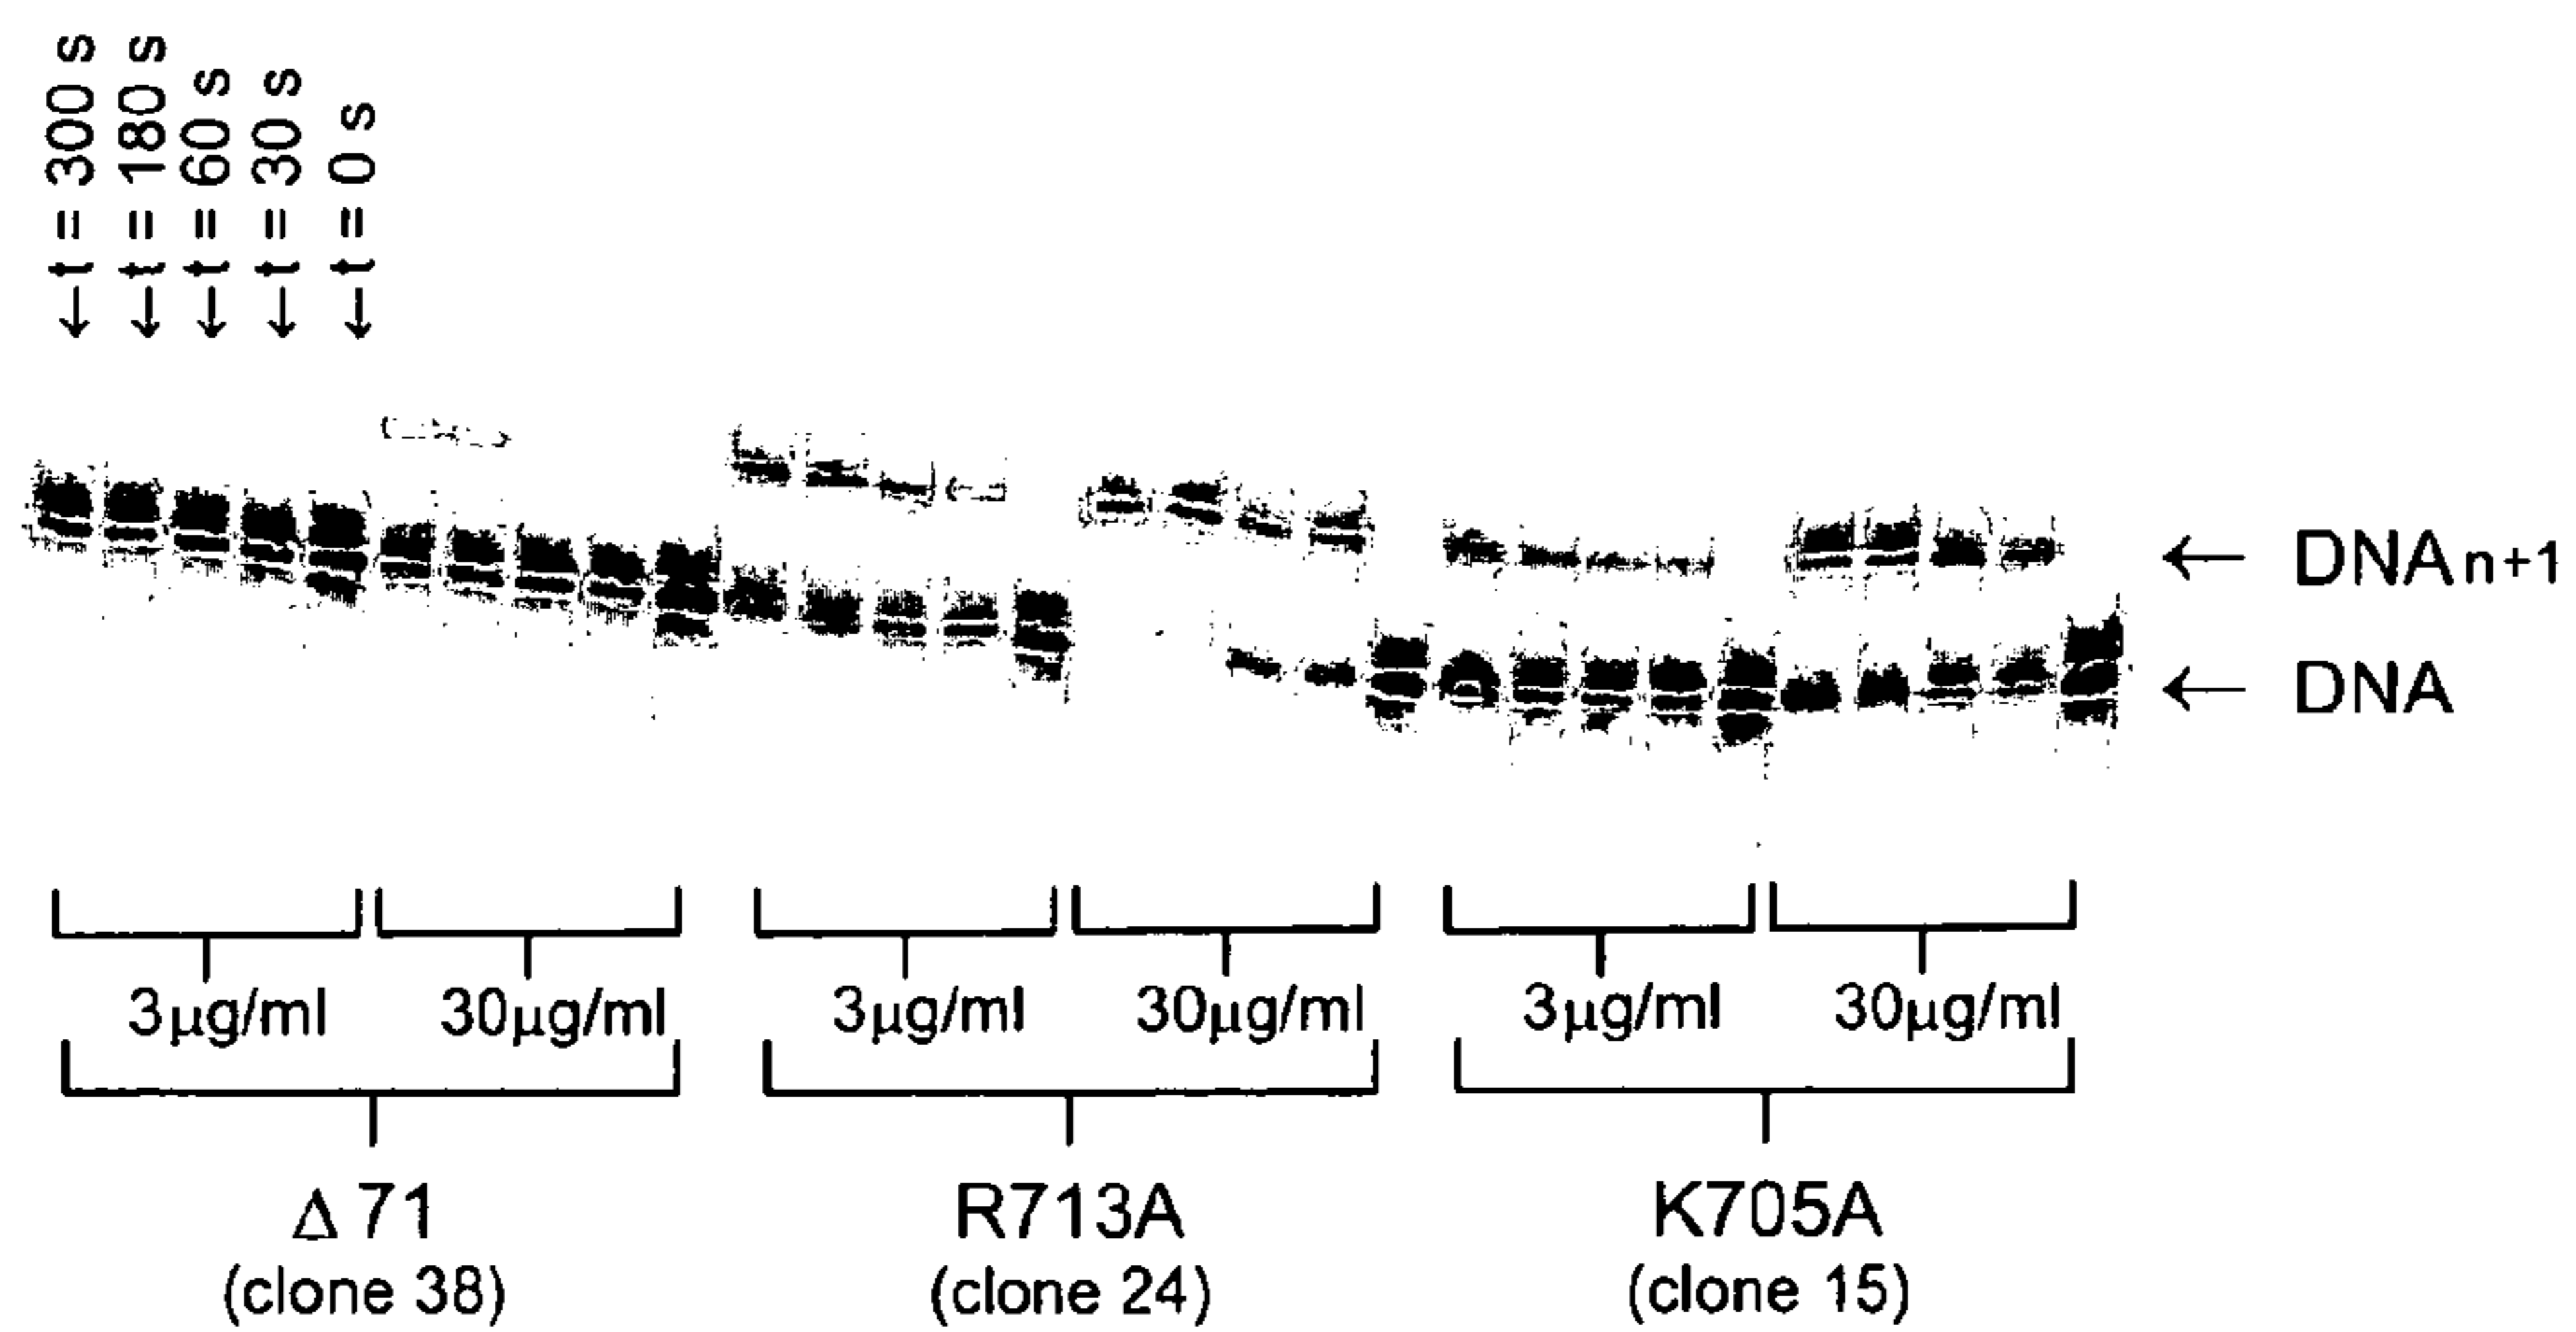 ←t = 300 s
←t = 180 s
←t = 60 s
←t = 30 s
←t = 0 s
← DNAn+1
← DNA
3μg/ml 30μg/ml 3μg/ml 30μg/ml 3μg/ml 30μg/ml
Δ 71 R713A K705A
(clone 38) (clone 24) (clone 15)